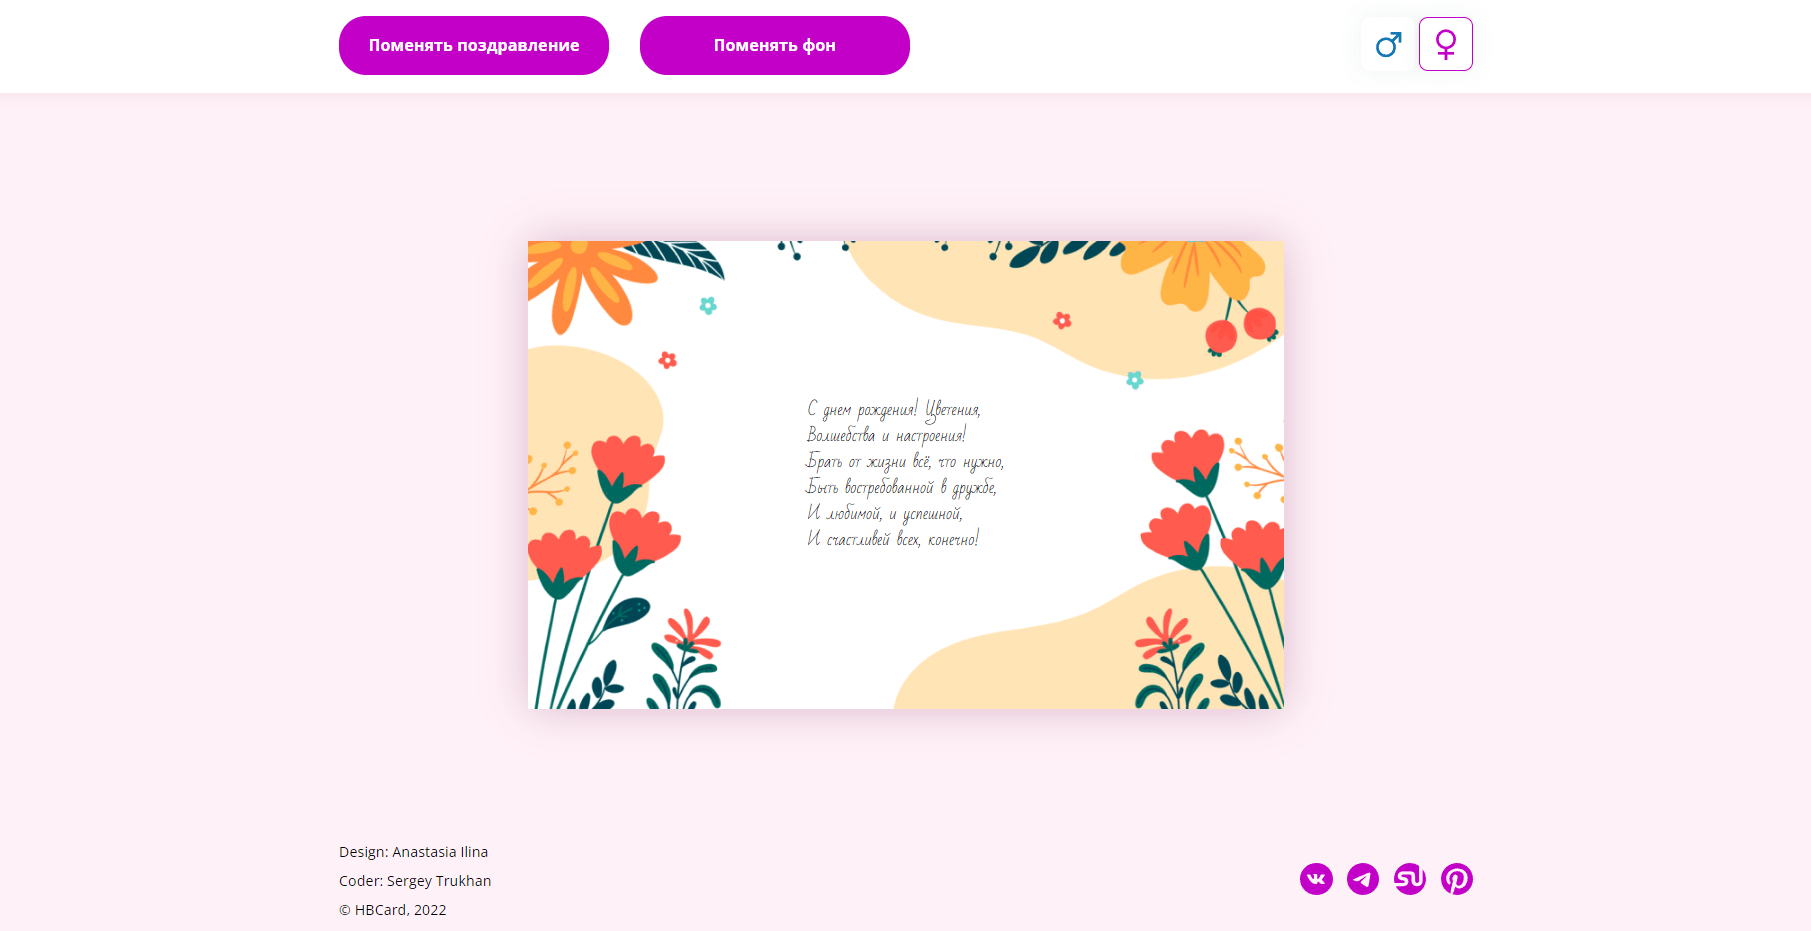 Поменять поздравление
Поменять фон
С днем рождения! Цветения,
Волшебства и настроения!
Брать от жизни всё, что нужно,
Быть востребованной в дружбе,
И любимой, и успешной,
И счастливей всех, конечно!
Design: Anastasia Ilina
Coder: Sergey Trukhan
© HBCard, 2022